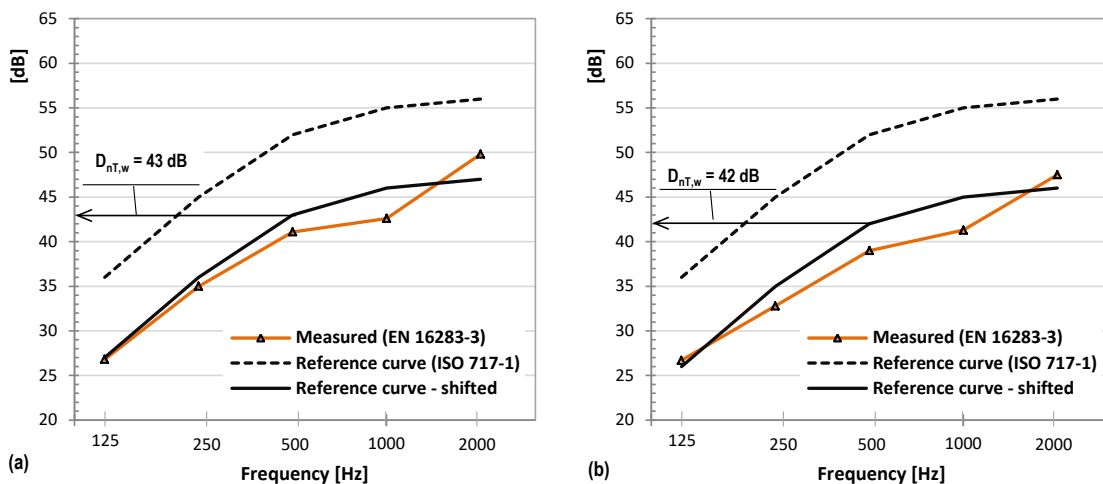 65
60
55
50
45
40
35
30
25
20
[dB]
D_nT,w = 43 dB
Measured (EN 16283-3)
Reference curve (ISO 717-1)
Reference curve - shifted
125 250 500 1000 2000
Frequency [Hz]
(a)
65
60
55
50
45
40
35
30
25
20
[dB]
D_nT,w = 42 dB
Measured (EN 16283-3)
Reference curve (ISO 717-1)
Reference curve - shifted
125 250 500 1000 2000
Frequency [Hz]
(b)